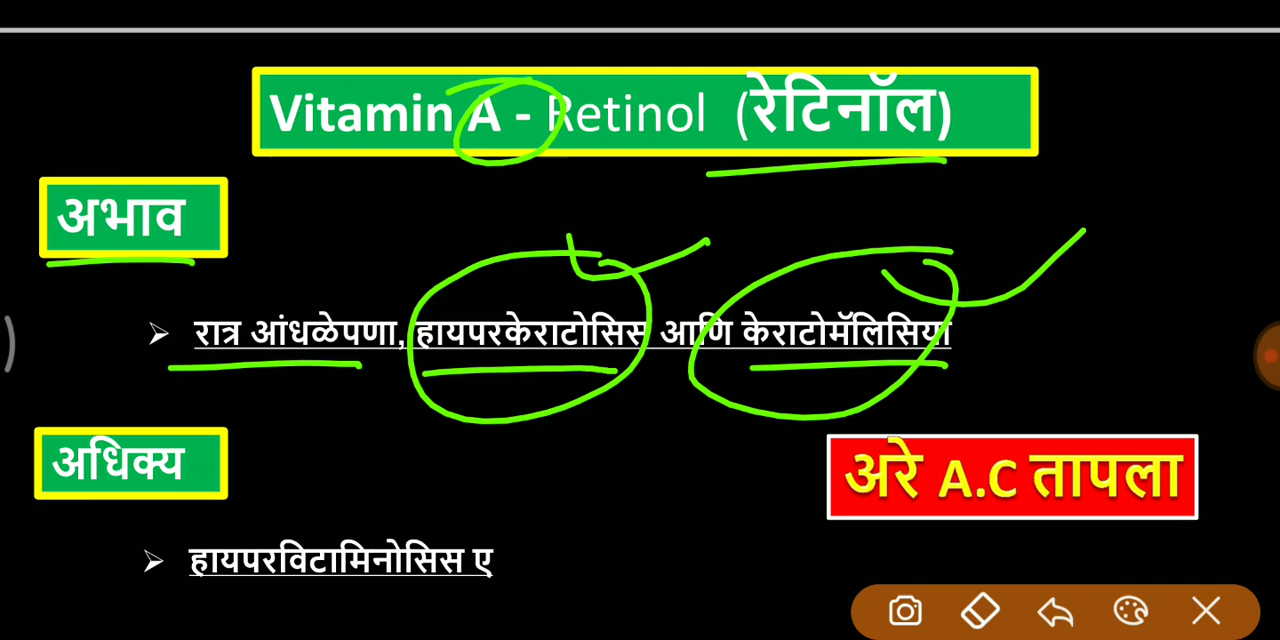 Vitamin A - Retinol (रेटिनॉल)
अभाव
रात्र आंधळेपणा, हायपरकेराटोसिस आणि केराटोमॅलिसिया
अधिक्य
अरे A.C तापला
हायपरविटामिनोसिस ए